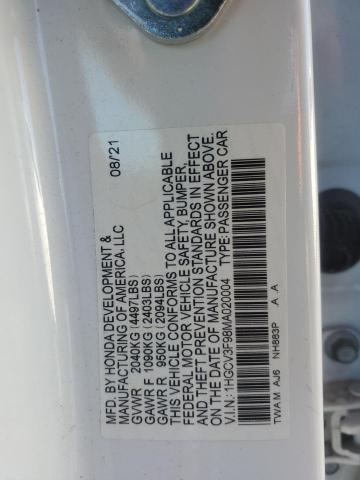 MFD. BY HONDA DEVELOPMENT & 08/21
MANUFACTURING OF AMERICA, LLC
GVWR 2040KG (4497LBS)
GAWR F 1090KG (2403LBS)
GAWR R 950KG (2094LBS)
THIS VEHICLE CONFORMS TO ALL APPLICABLE
FEDERAL MOTOR VEHICLE SAFETY, BUMPER,
AND THEFT PREVENTION STANDARDS IN EFFECT
ON THE DATE OF MANUFACTURE SHOWN ABOVE.
V.I.N.: 1HGCV3F98MA020004 TYPE: PASSENGER CAR
TWA M AJ6 NH883P A .A